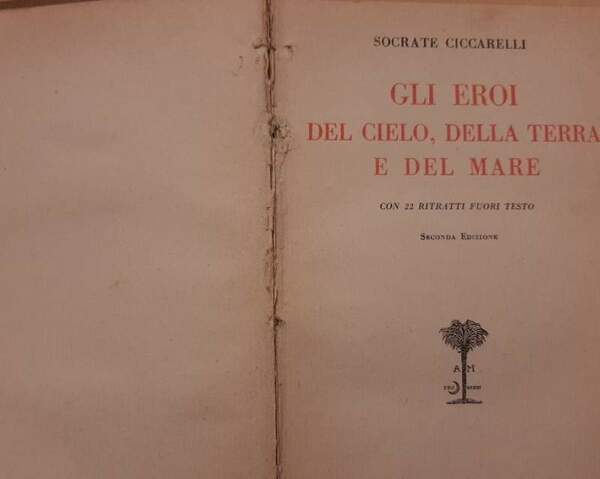 SOCRATE CICCARELLI
GLI EROI
DEL CIELO, DELLA TERRA
E DEL MARE
CON 22 RITRATTI FUORI TESTO
SECONDA EDIZIONE
A M